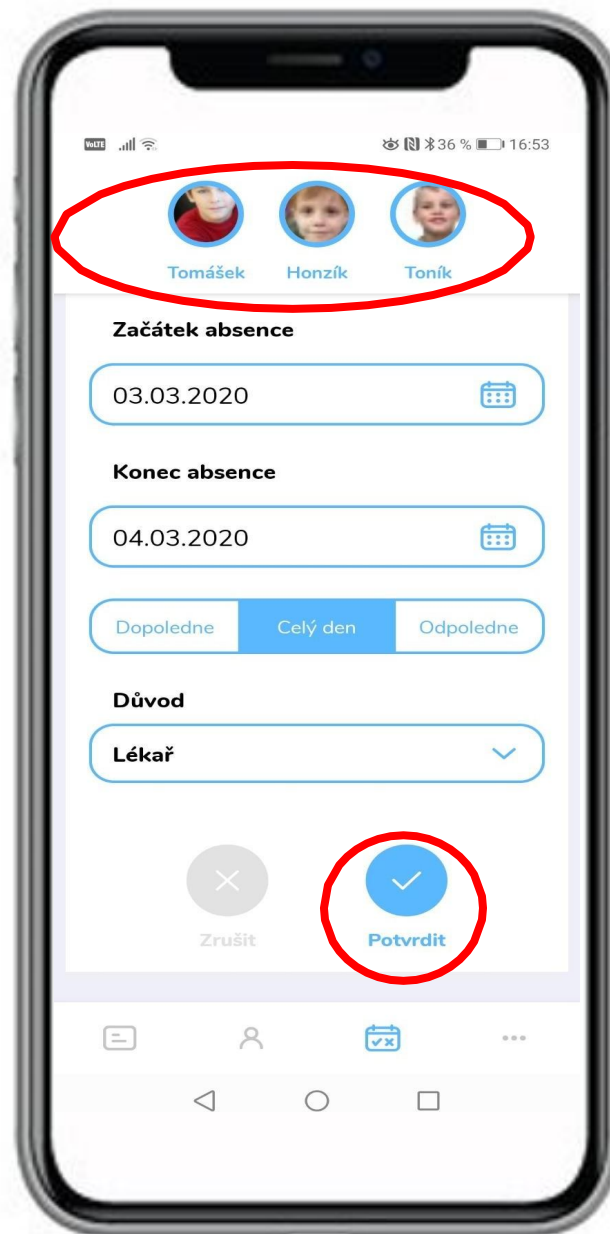 VoLTE 36 % 16:53
Tomášek Honzík Toník
Začátek absence
03.03.2020
Konec absence
04.03.2020
Dopoledne Celý den Odpoledne
Důvod
Lékař
Zrušit Potvrdit